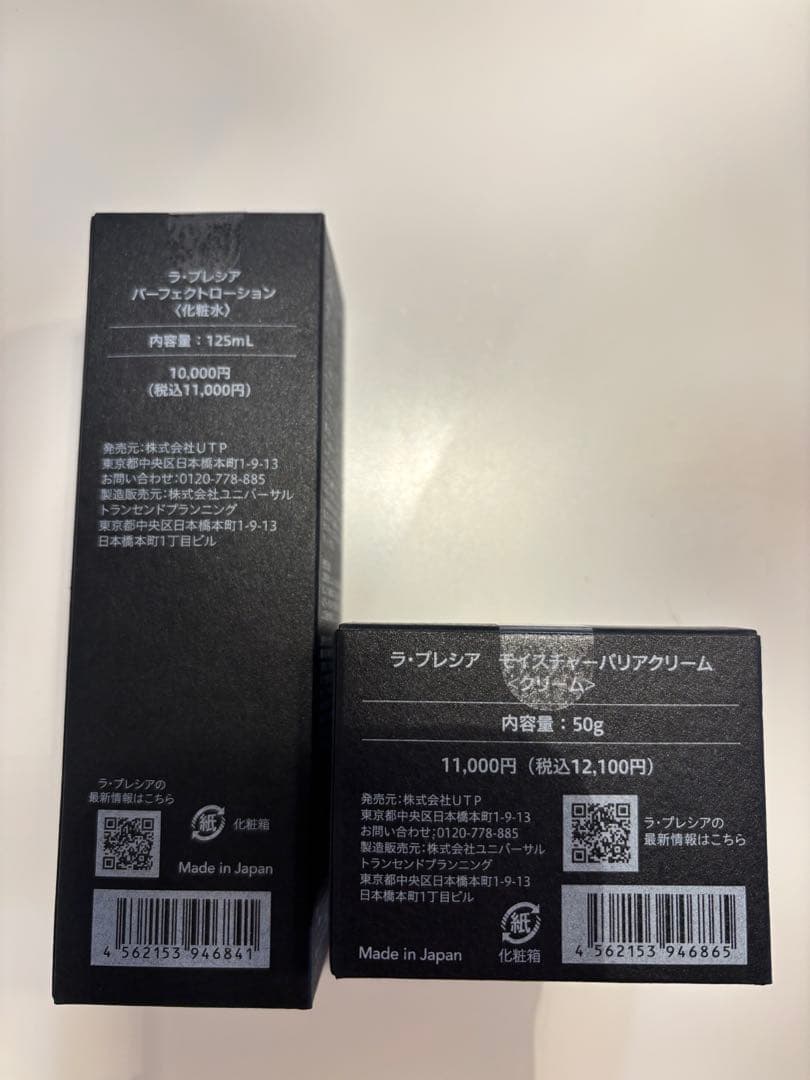 ラ・プレシア
パーフェクトローション
〈化粧水〉
内容量：125mL
10,000円
（税込11,000円）
発売元：株式会社UTP
東京都中央区日本橋本町1-9-13
お問い合わせ：0120-778-885
製造販売元：株式会社ユニバーサル
トランセンドプランニング
東京都中央区日本橋本町1-9-13
日本橋本町1丁目ビル
ラ・プレシアの
最新情報はこちら
紙 化粧箱
Made in Japan
4 562153 946841
ラ・プレシア　モイスチャーバリアクリーム
<クリーム>
内容量：50g
11,000円（税込12,100円）
発売元：株式会社UTP
東京都中央区日本橋本町1-9-13
お問い合わせ：0120-778-885
製造販売元：株式会社ユニバーサル
トランセンドプランニング
東京都中央区日本橋本町1-9-13
日本橋本町1丁目ビル
ラ・プレシアの
最新情報はこちら
紙
化粧箱
Made in Japan
4 562153 946865